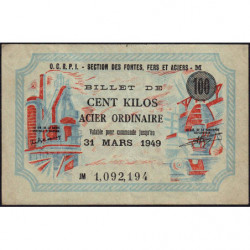 O.C.R.P.I. - SECTION DES FONTES, FERS ET ACIERS - M
BILLET DE
100
CENT KILOS
ACIER ORDINAIRE
Valable pour commande jusqu'au
31 MARS 1949
JM 1,092,194